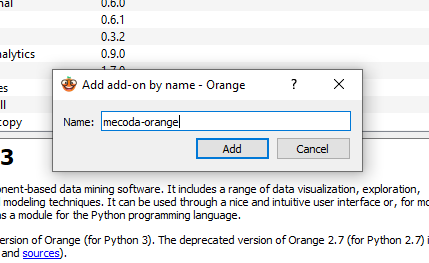 nal 0.6.0
0.6.1
0.3.2
alytics 0.9.0
Add add-on by name - Orange
Name: mecoda-orange
Add Cancel
es
ll
copy
3
onent-based data mining software. It includes a range of data visualization, exploration,
modeling techniques. It can be used through a nice and intuitive user interface or, for mo
as a module for the Python programming language.
ersion of Orange (for Python 3). The deprecated version of Orange 2.7 (for Python 2.7) i
and sources).